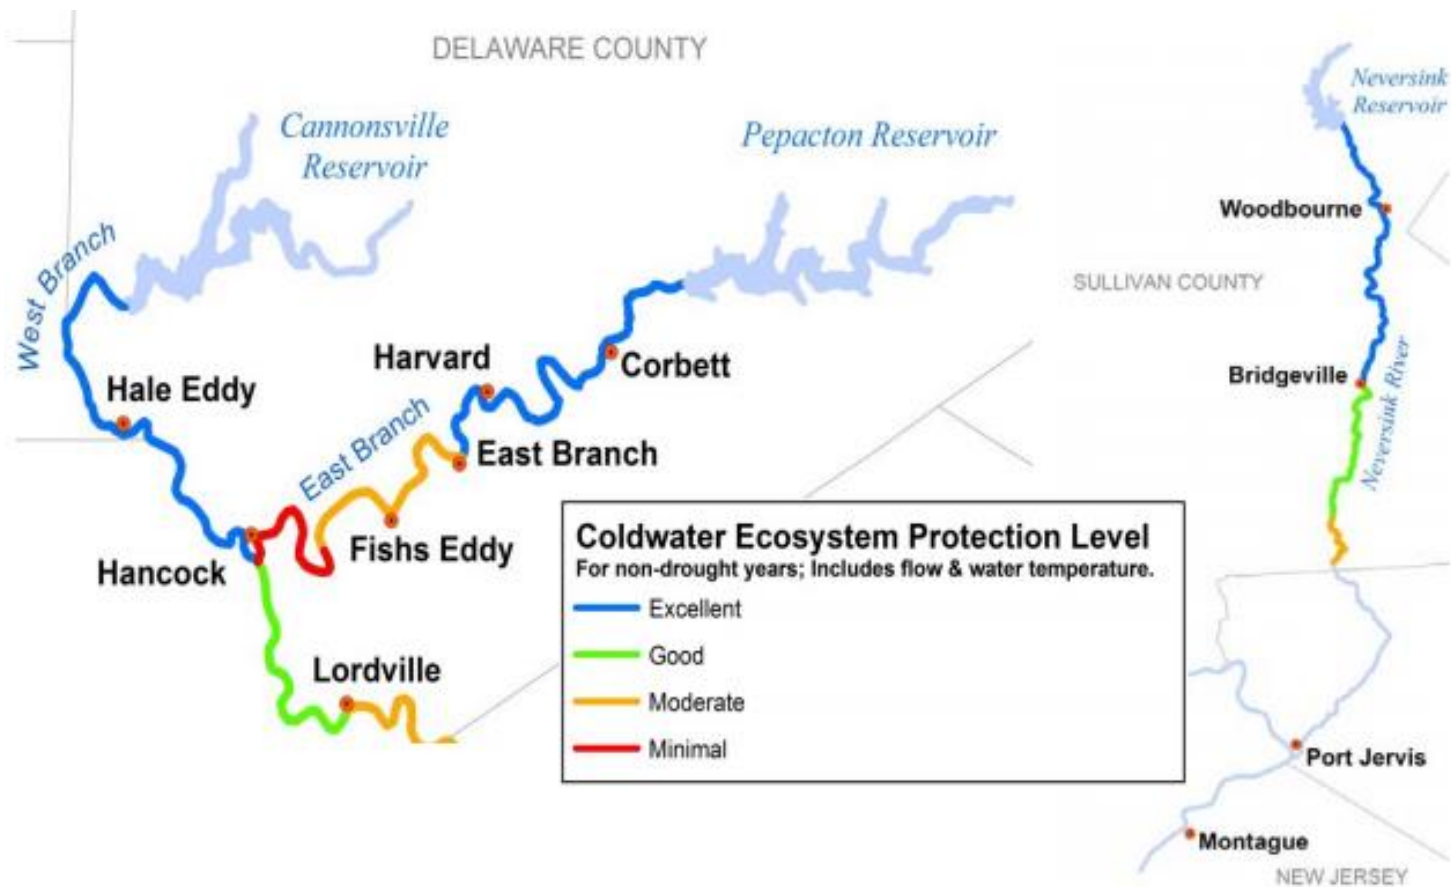 DELAWARE COUNTY
Cannonsville
Reservoir
Pepacton Reservoir
Neversink
Reservoir
Woodbourne
West Branch
SULLIVAN COUNTY
Harvard
Corbett
Hale Eddy
Bridgeville
Neversink River
East Branch
East Branch
Fishs Eddy
Hancock
Lordville
Coldwater Ecosystem Protection Level
For non-drought years; Includes flow & water temperature.
Excellent
Good
Moderate
Minimal
Port Jervis
Montague
NEW JERSEY